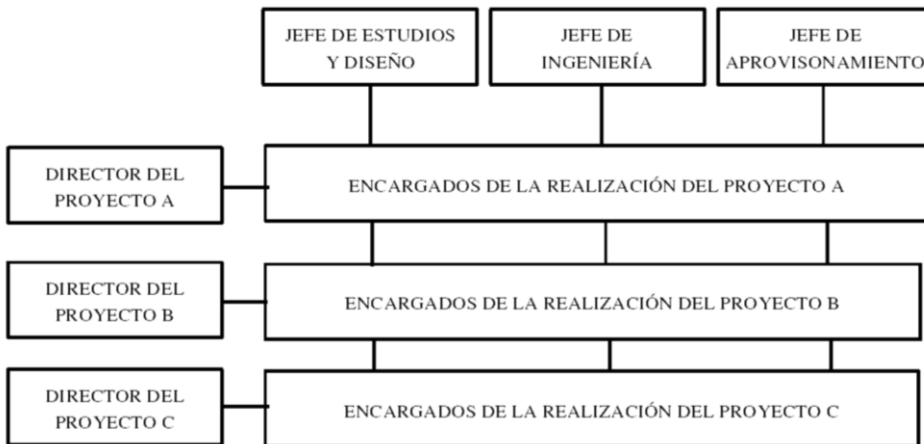 JEFE DE ESTUDIOS
Y DISEÑO
JEFE DE
INGENIERÍA
JEFE DE
APROVISONAMIENTO
DIRECTOR DEL
PROYECTO A
ENCARGADOS DE LA REALIZACIÓN DEL PROYECTO A
DIRECTOR DEL
PROYECTO B
ENCARGADOS DE LA REALIZACIÓN DEL PROYECTO B
DIRECTOR DEL
PROYECTO C
ENCARGADOS DE LA REALIZACIÓN DEL PROYECTO C